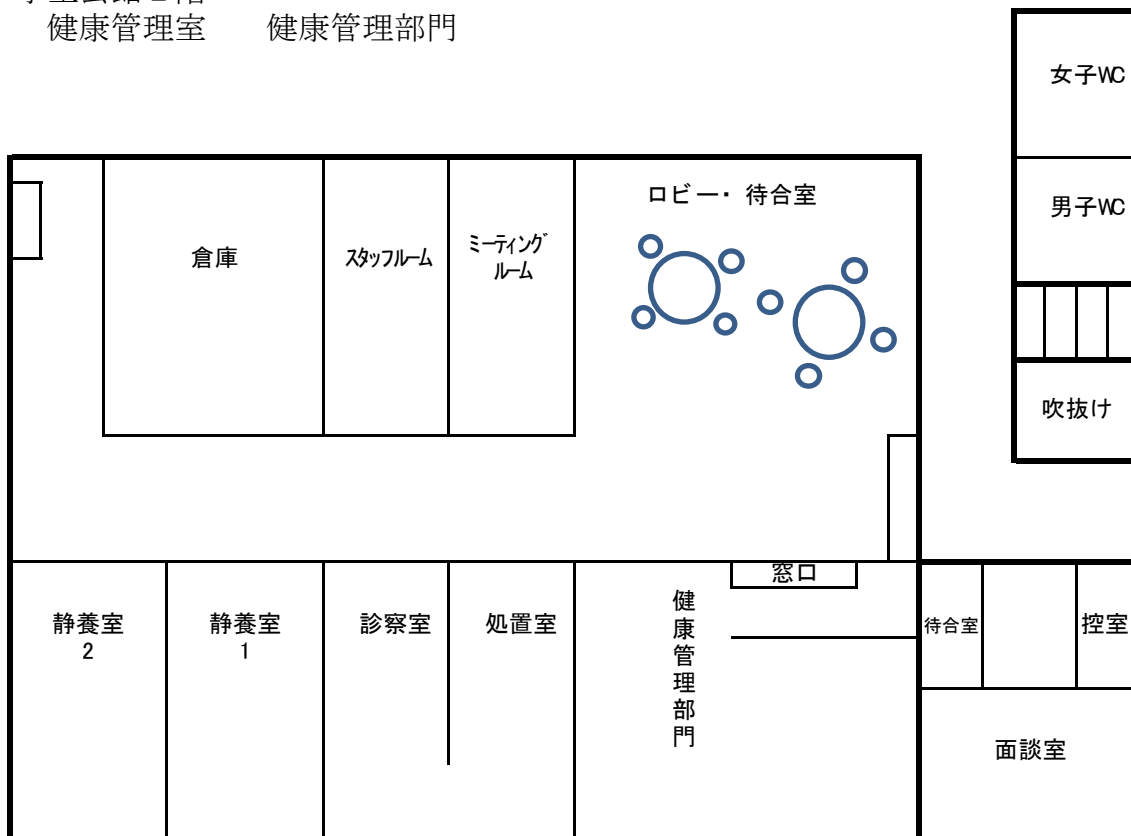 健康管理室　　健康管理部門
女子WC
男子WC
ロビー・ 待合室
倉庫
スタッフルーム
ミーティング
ルーム
吹抜け
窓口
静養室
2
静養室
1
診察室
処置室
健康管理部門
待合室
控室
面談室